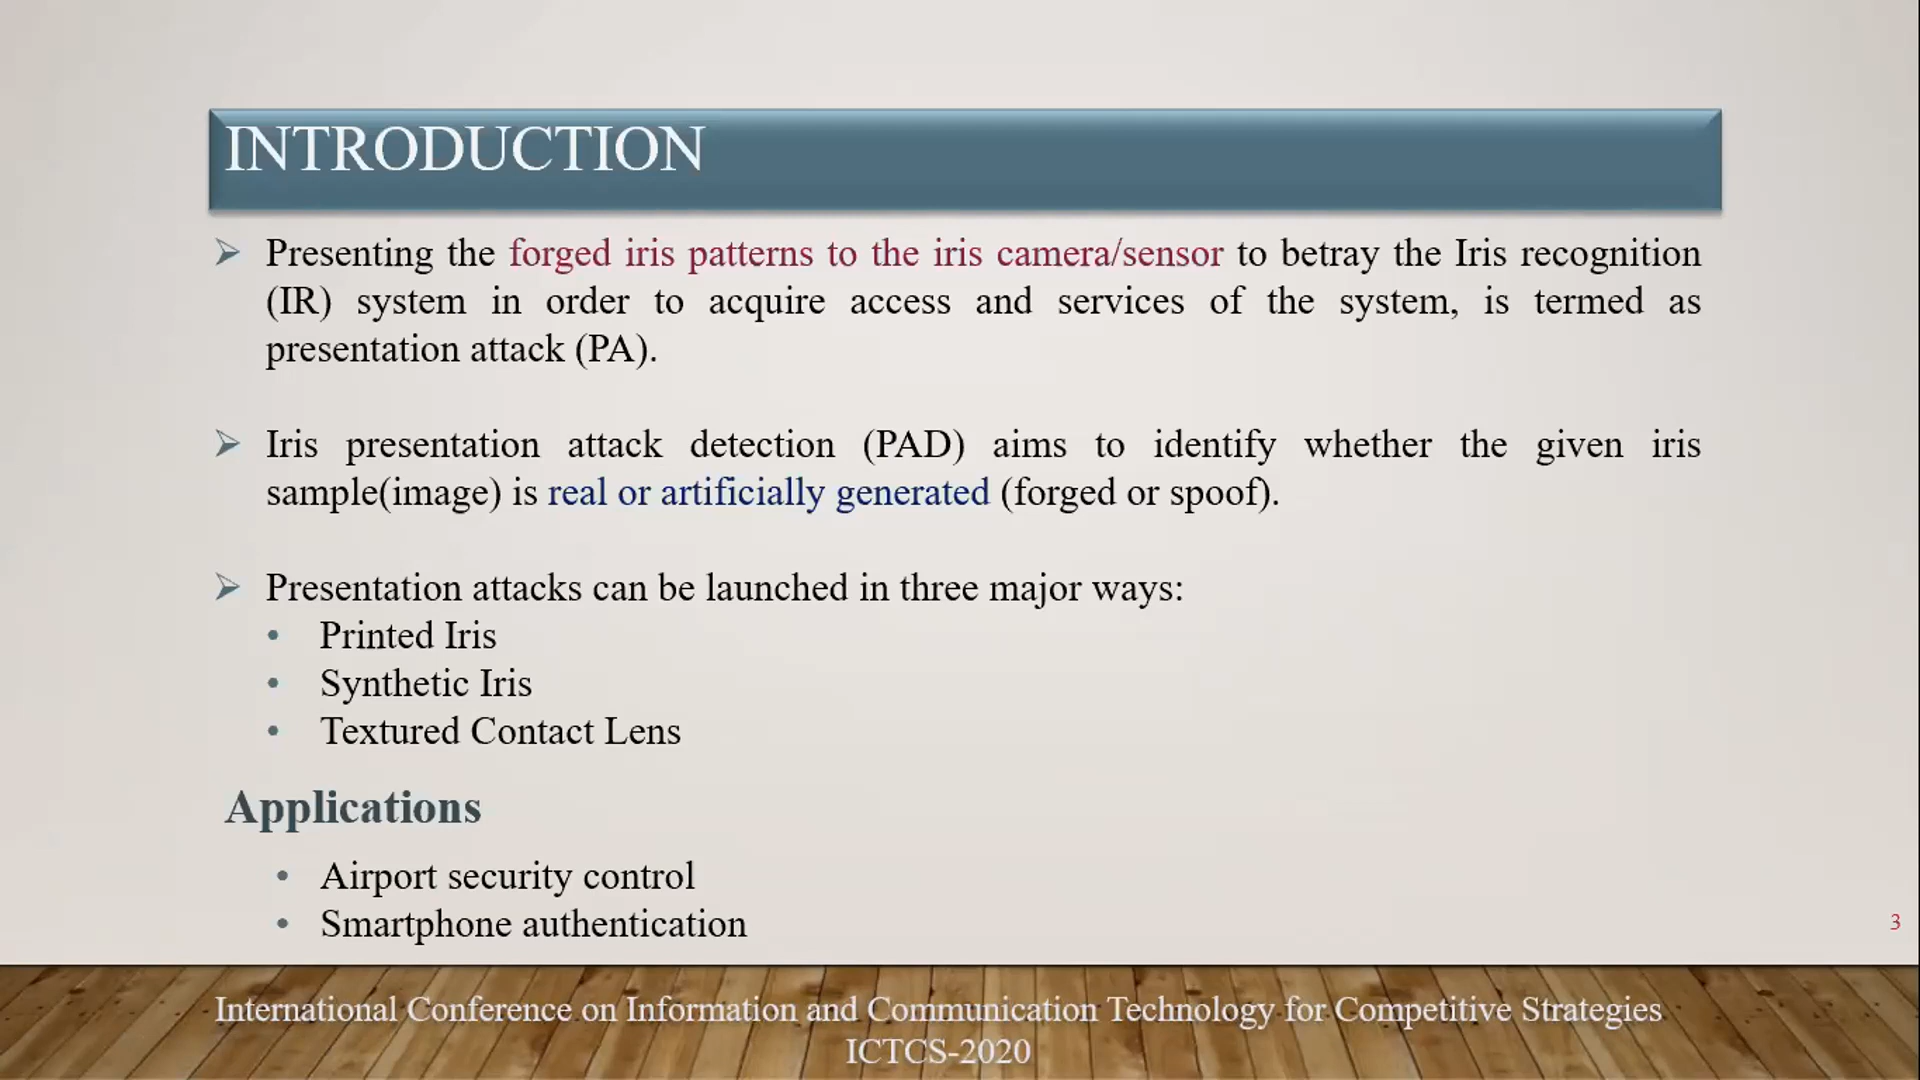 INTRODUCTION
Presenting the forged iris patterns to the iris camera/sensor to betray the Iris recognition
(IR) system in order to acquire access and services of the system, is termed as
presentation attack (PA).
Iris presentation attack detection (PAD) aims to identify whether the given iris
sample(image) is real or artificially generated (forged or spoof).
Presentation attacks can be launched in three major ways:
• Printed Iris
• Synthetic Iris
• Textured Contact Lens
Applications
• Airport security control
• Smartphone authentication
3
International Conference on Information and Communication Technology for Competitive Strategies
ICTCS-2020